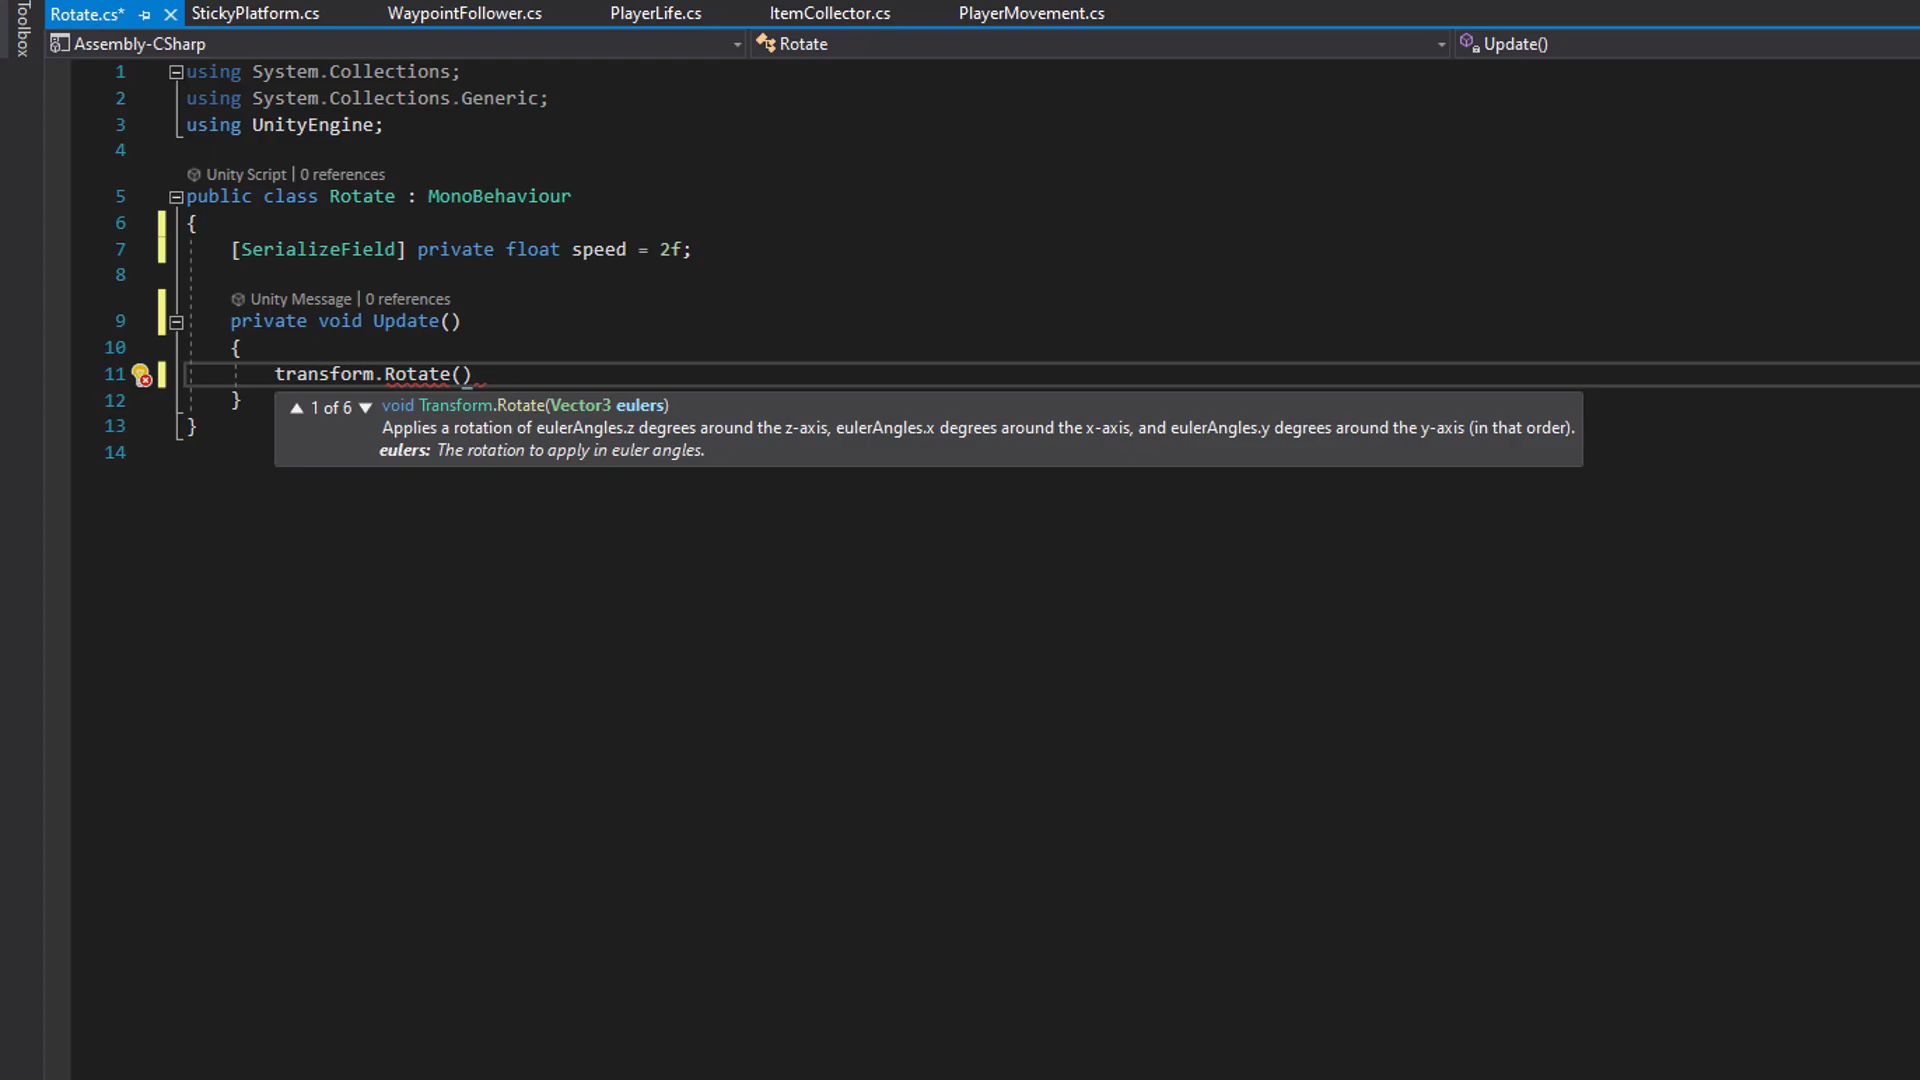 Toolbox
Rotate.cs* StickyPlatform.cs WaypointFollower.cs PlayerLife.cs ItemCollector.cs PlayerMovement.cs
Assembly-CSharp Rotate Update()
1 using System.Collections;
2 using System.Collections.Generic;
3 using UnityEngine;
4
Unity Script | 0 references
5 public class Rotate : MonoBehaviour
6 {
7 [SerializeField] private float speed = 2f;
8
Unity Message | 0 references
9 private void Update()
10 {
11 transform.Rotate()
12 }
1 of 6 void Transform.Rotate(Vector3 eulers)
Applies a rotation of eulerAngles.z degrees around the z-axis, eulerAngles.x degrees around the x-axis, and eulerAngles.y degrees around the y-axis (in that order).
eulers: The rotation to apply in euler angles.
13 }
14